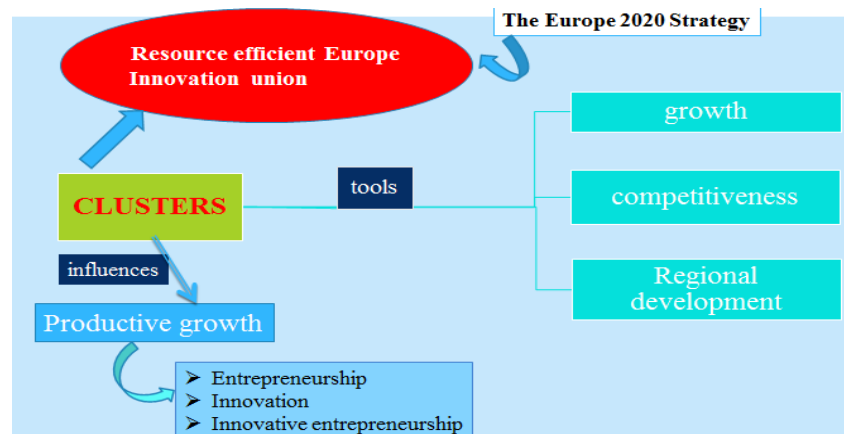 The Europe 2020 Strategy
Resource efficient Europe
Innovation union
growth
tools
competitiveness
CLUSTERS
influences
Regional
development
Productive growth
➢ Entrepreneurship
➢ Innovation
➢ Innovative entrepreneurship